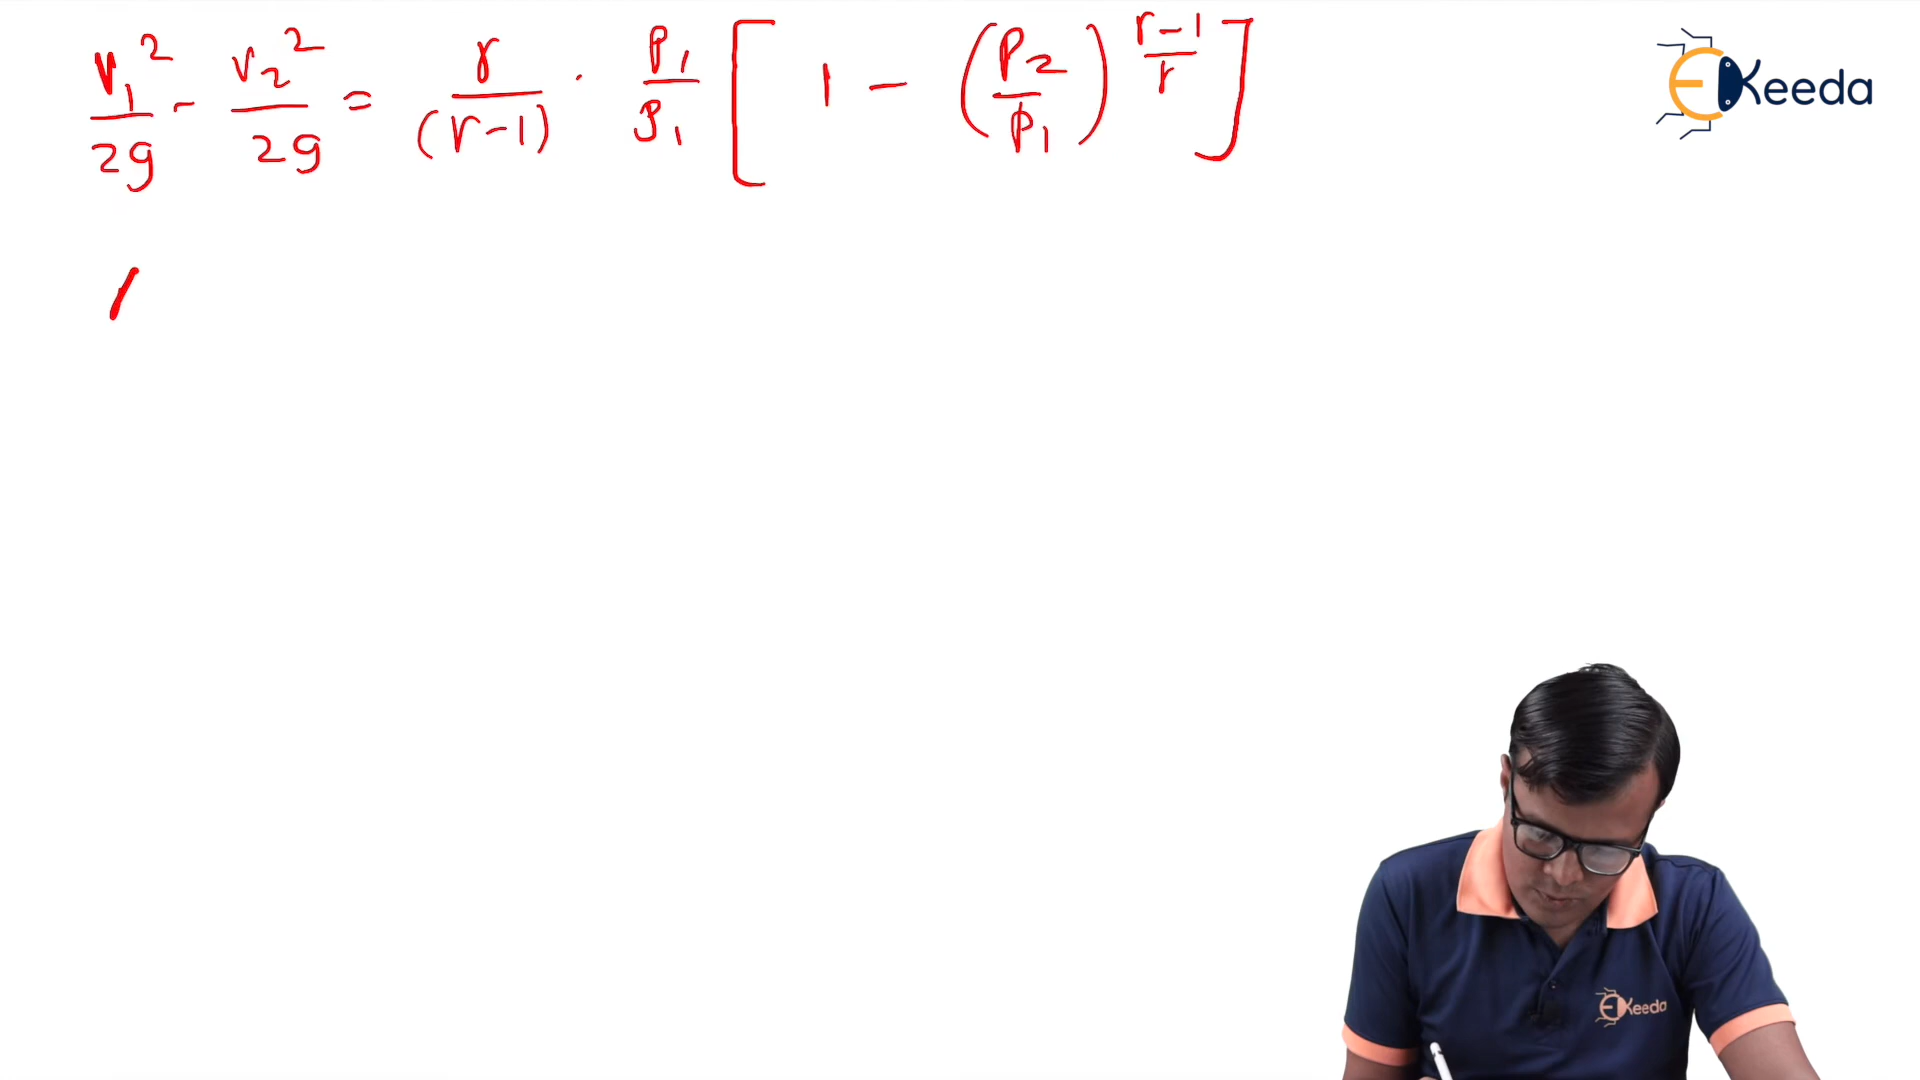 V₁²/2g - V₂²/2g = γ/(γ-1) · P₁/ρ₁ [ 1 - (P₂/P₁)^((γ-1)/γ) ]
EKeeda
EKeeda